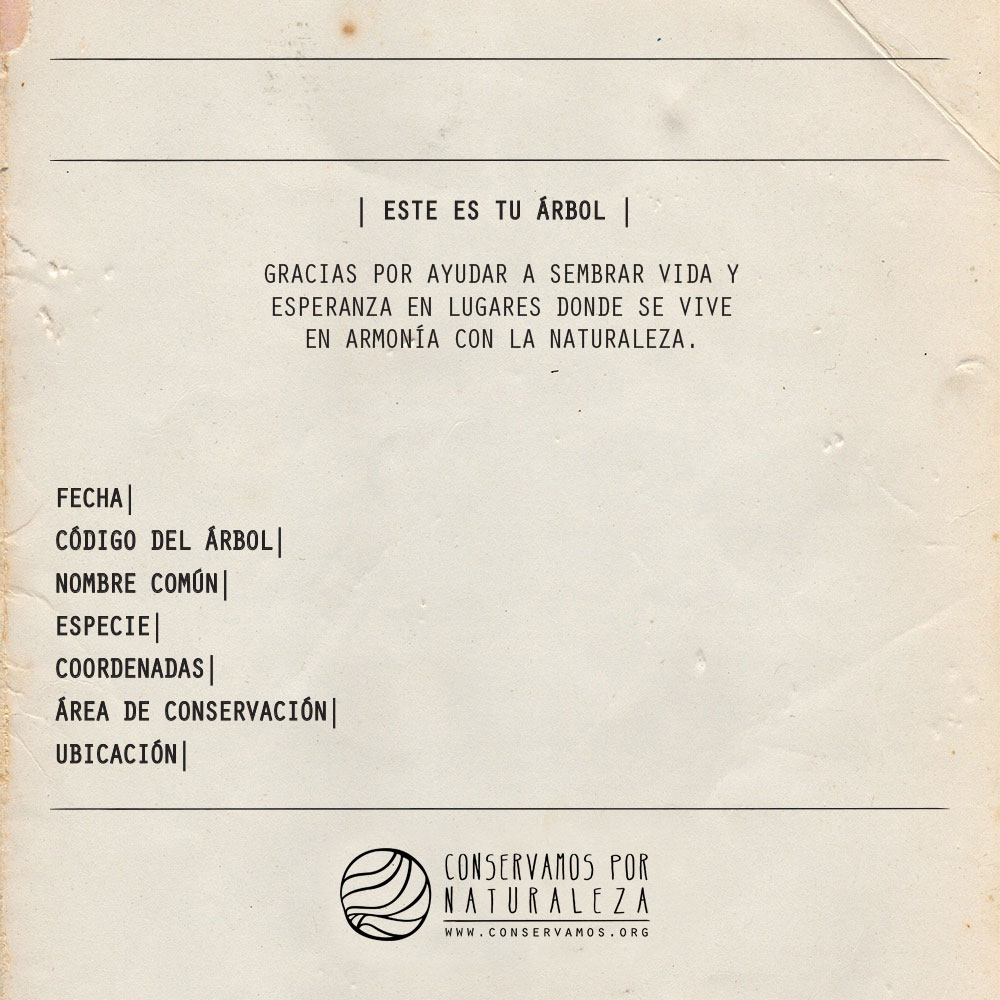 | ESTE ES TU ÁRBOL |
GRACIAS POR AYUDAR A SEMBRAR VIDA Y
ESPERANZA EN LUGARES DONDE SE VIVE
EN ARMONÍA CON LA NATURALEZA.
FECHA|
CÓDIGO DEL ÁRBOL|
NOMBRE COMÚN|
ESPECIE|
COORDENADAS|
ÁREA DE CONSERVACIÓN|
UBICACIÓN|
CONSERVAMOS POR
NATURALEZA
WWW.CONSERVAMOS.ORG